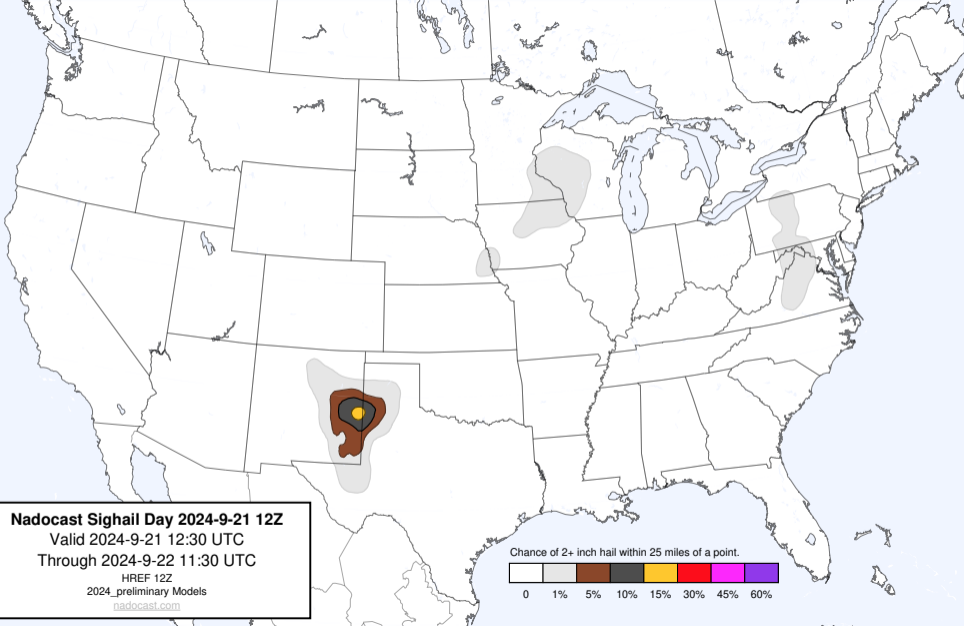 Nadocast Sighail Day 2024-9-21 12Z
Valid 2024-9-21 12:30 UTC
Through 2024-9-22 11:30 UTC
HREF 12Z
2024_preliminary Models
nadocast.com
Chance of 2+ inch hail within 25 miles of a point.
0 1% 5% 10% 15% 30% 45% 60%